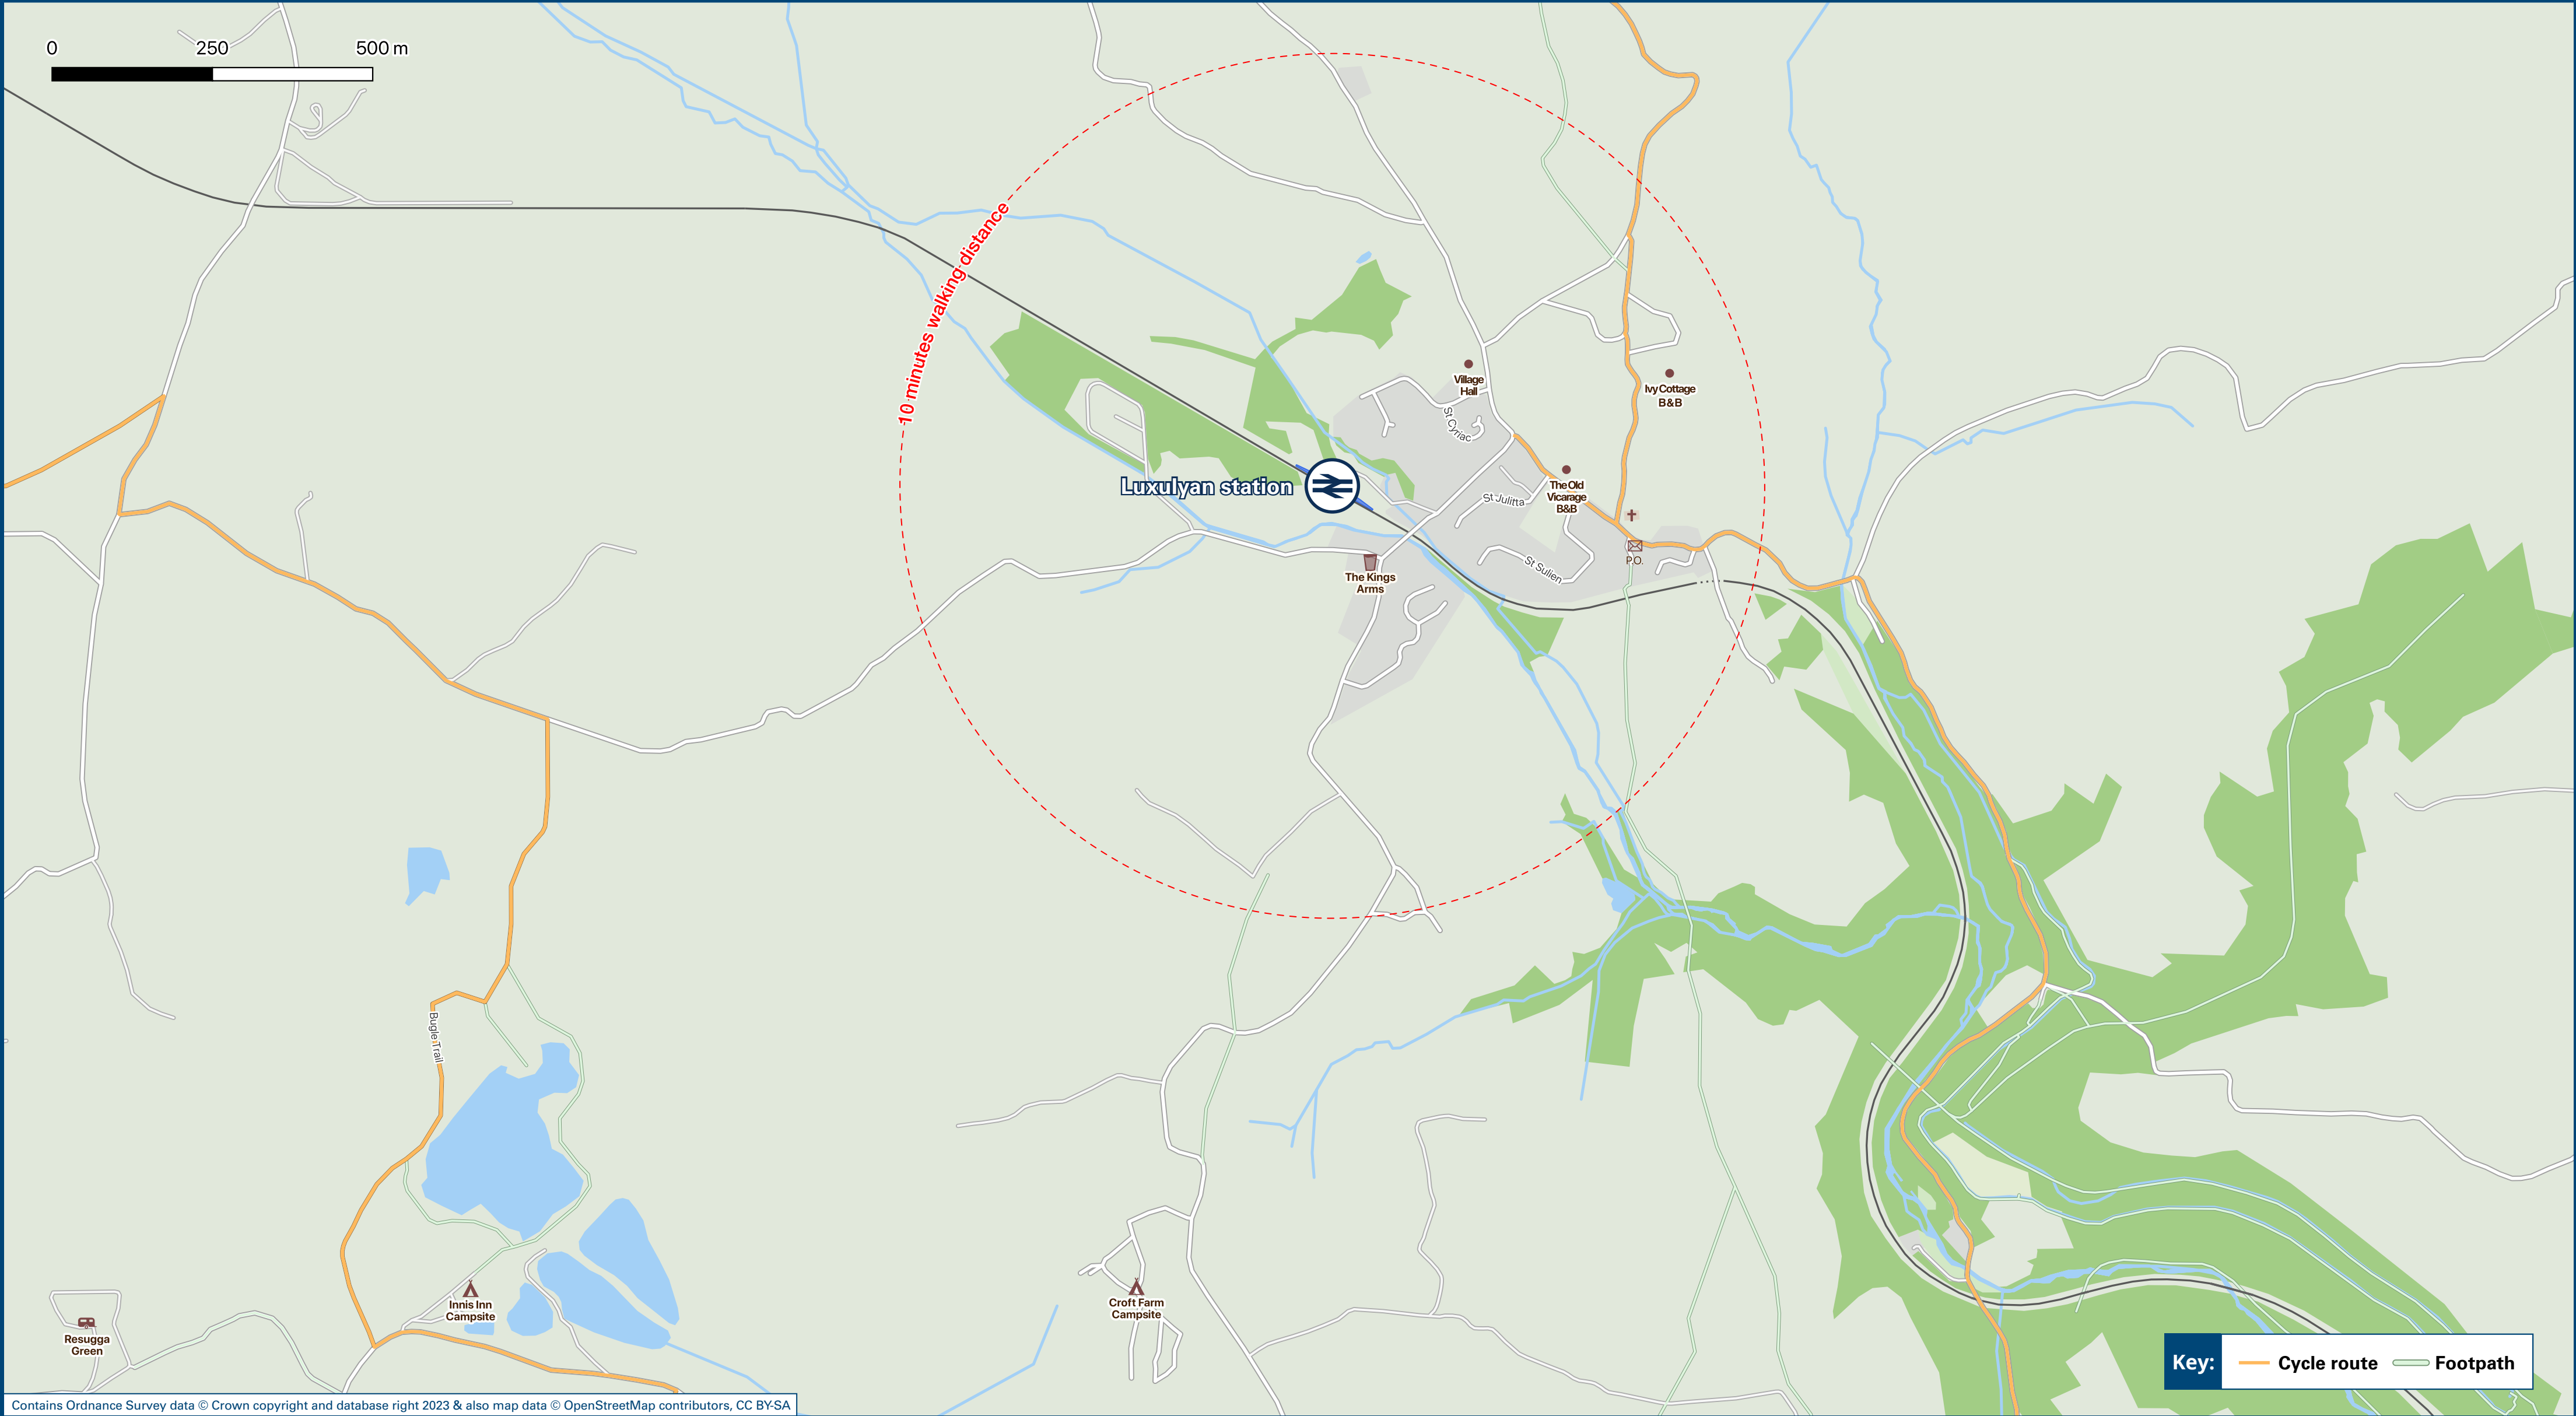 0 250 500 m
10 minutes walking distance
Village
Hall
Ivy Cottage
B&B
St Cyriac
Luxulyan station
The Old
Vicarage
B&B
St Julitta
P.O.
St Sulien
The Kings
Arms
Bugle Trail
Innis Inn
Campsite
Croft Farm
Campsite
Resugga
Green
Key: Cycle route Footpath
Contains Ordnance Survey data © Crown copyright and database right 2023 & also map data © OpenStreetMap contributors, CC BY-SA